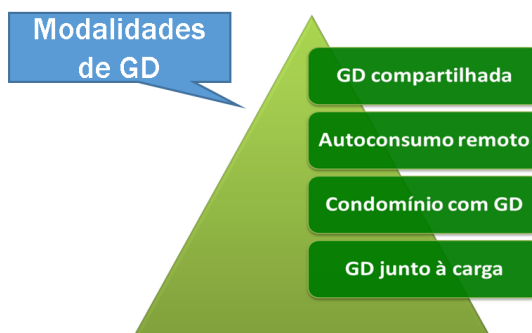 Modalidades
de GD
GD compartilhada
Autoconsumo remoto
Condomínio com GD
GD junto à carga